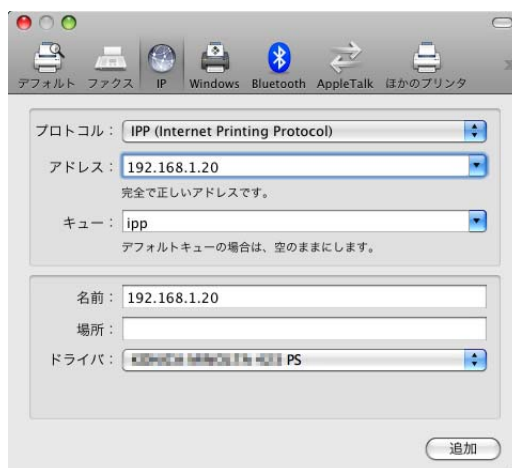 デフォルト ファクス IP Windows Bluetooth AppleTalk ほかのプリンタ
プロトコル： IPP (Internet Printing Protocol)
アドレス： 192.168.1.20
完全で正しいアドレスです。
キュー： ipp
デフォルトキューの場合は、空のままにします。
名前： 192.168.1.20
場所：
ドライバ： PS
追加